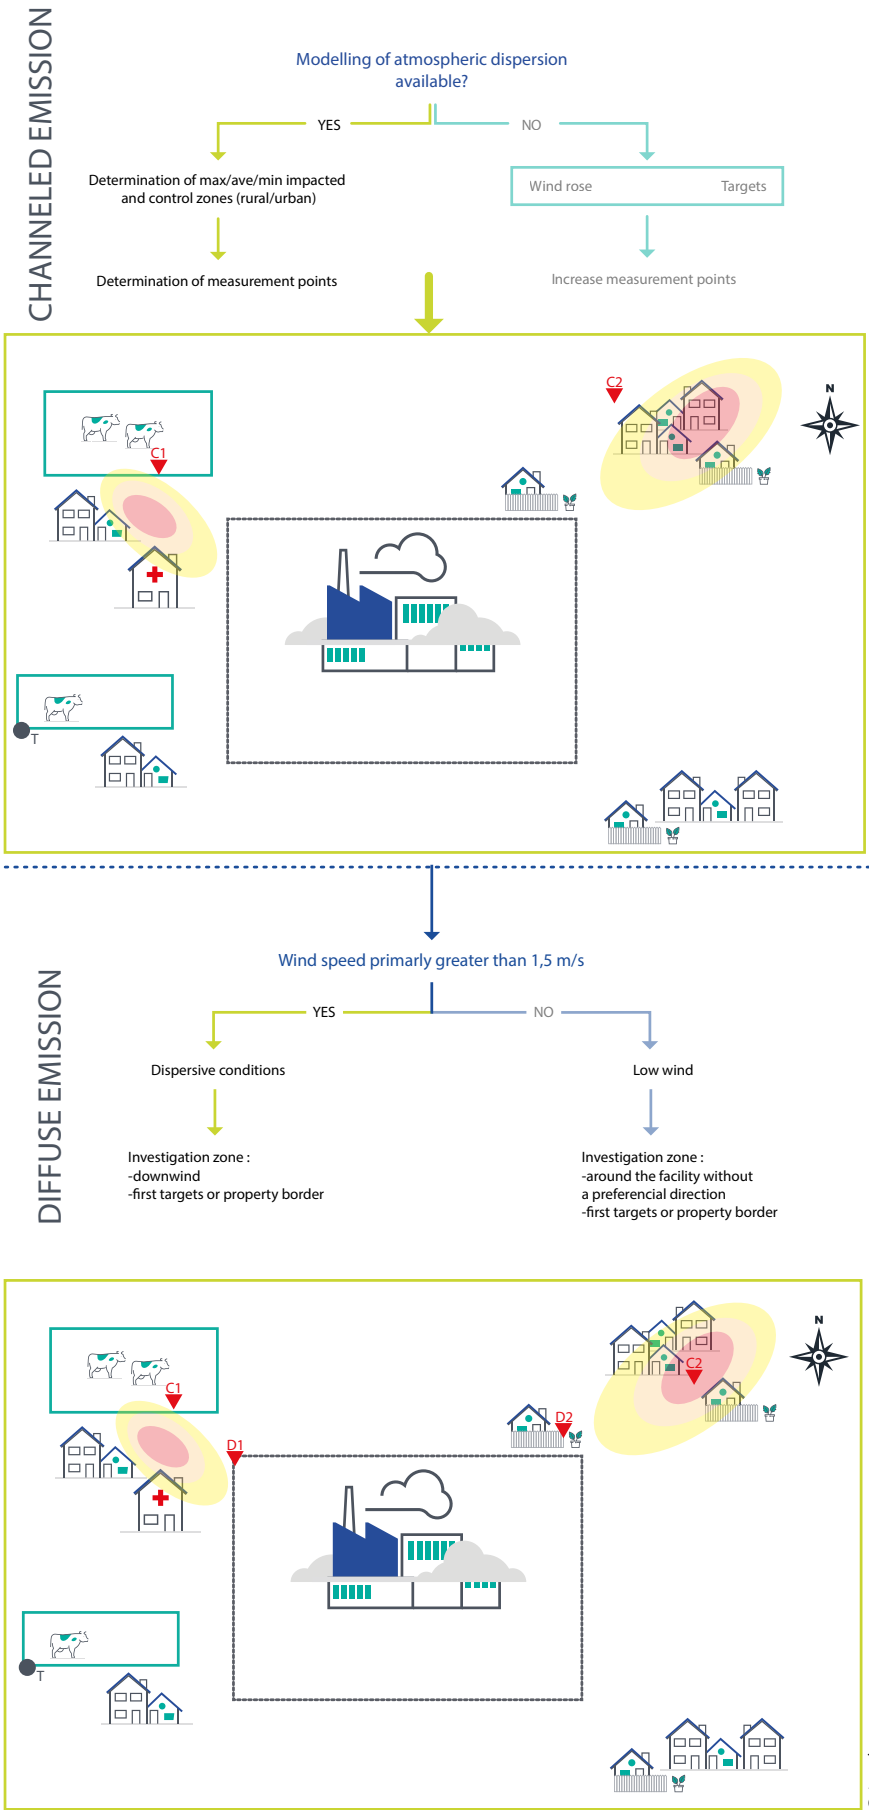 CHANNELED EMISSION
Modelling of atmospheric dispersion
available?
YES
NO
Determination of max/ave/min impacted
and control zones (rural/urban)
Wind rose
Targets
Determination of measurement points
Increase measurement points
C2
N
C1
T
DIFFUSE EMISSION
Wind speed primarly greater than 1,5 m/s
YES
NO
Dispersive conditions
Low wind
Investigation zone :
-downwind
-first targets or property border
Investigation zone :
-around the facility without
a preferencial direction
-first targets or property border
N
C2
C1
D2
D1
T